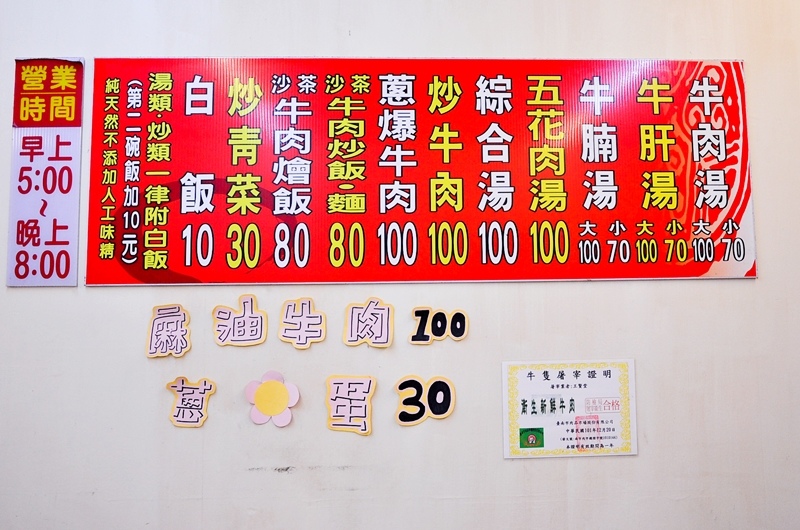 營業
時間
早上
5:00
~
晚上
8:00
牛肉湯 大100 小70
牛肝湯 大100 小70
牛腩湯 大100 小70
五花肉湯 100
綜合湯 100
炒牛肉 100
蔥爆牛肉 100
沙茶牛肉炒飯·麵 80
沙茶牛肉燴飯 80
炒青菜 30
白飯 10
湯類·炒類一律附白飯
(第二碗飯加10元)
純天然不添加人工味精
麻油牛肉100
蔥蛋30
牛隻屠宰證明
衛生新鮮牛肉
合格